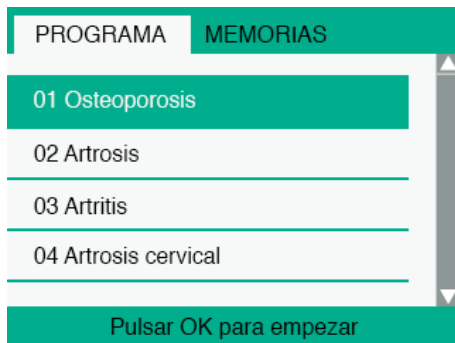 PROGRAMA MEMORIAS
01 Osteoporosis
02 Artrosis
03 Artritis
04 Artrosis cervical
Pulsar OK para empezar